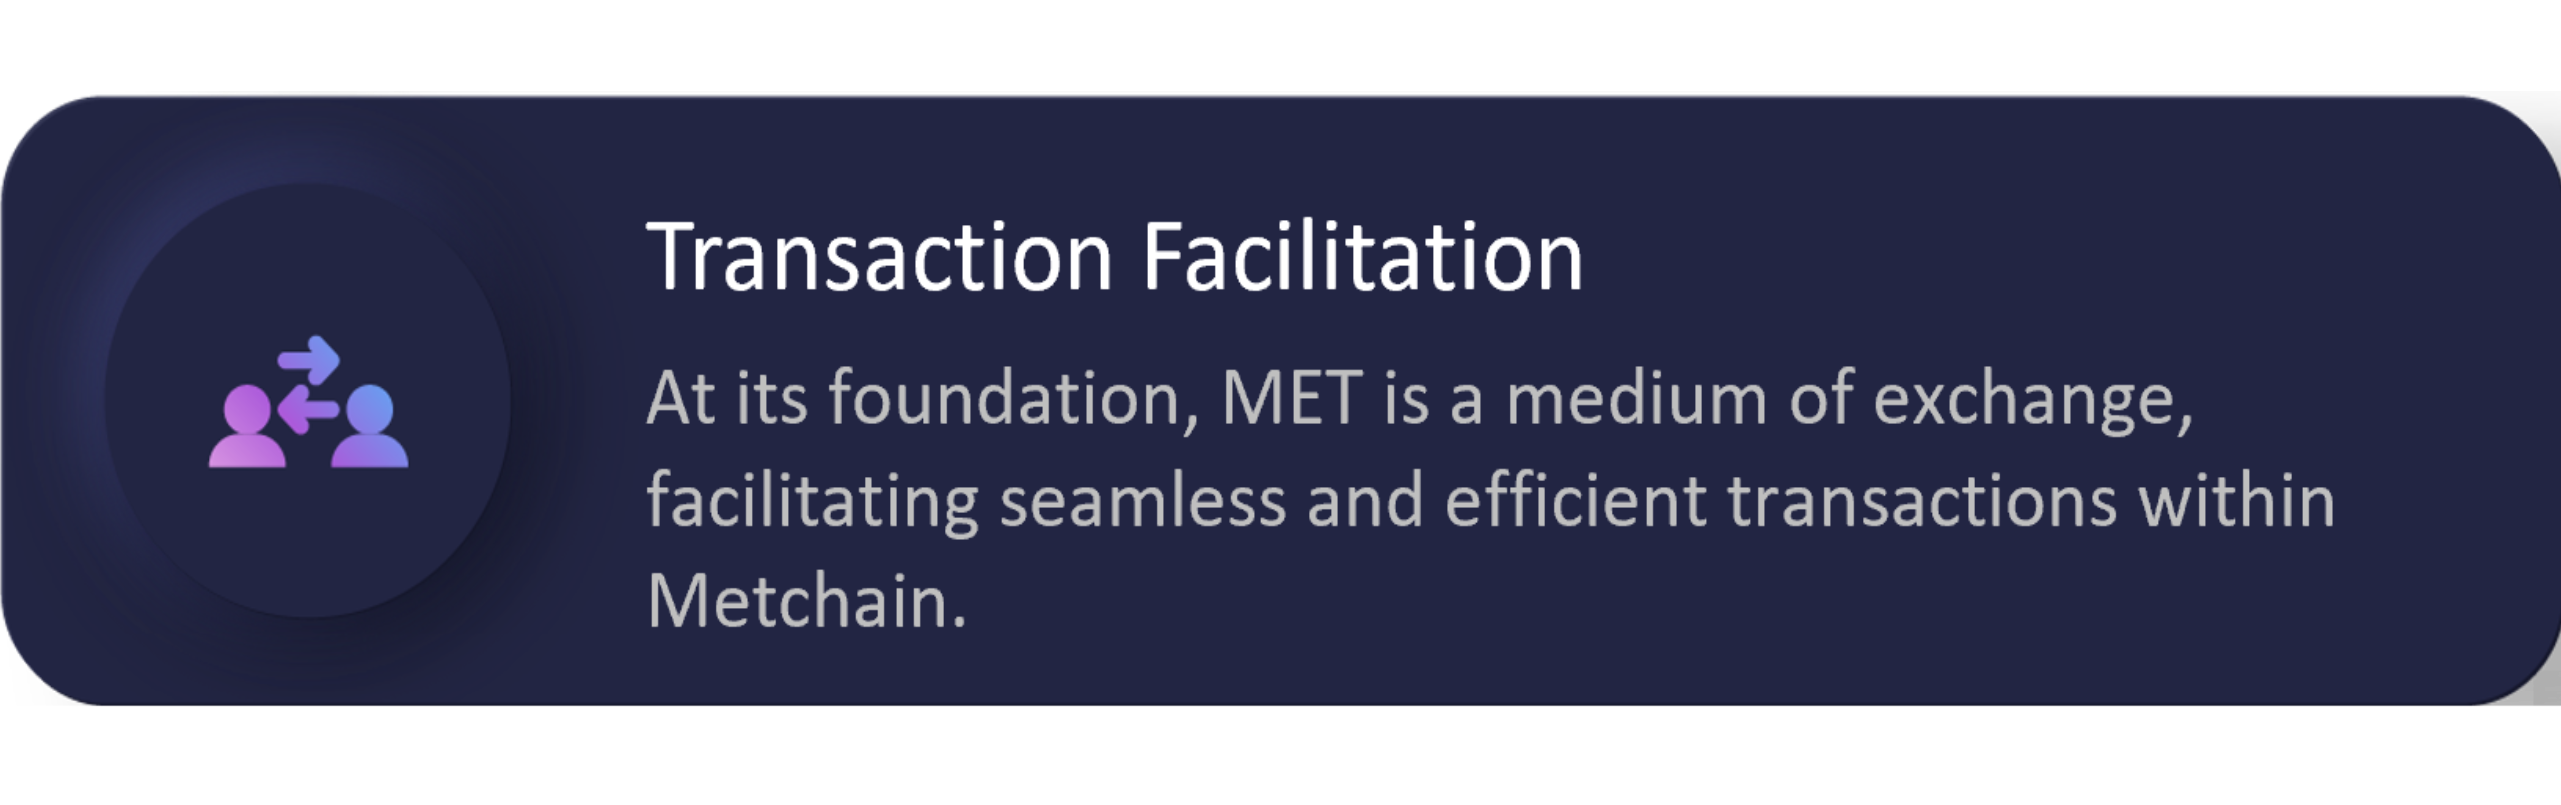 Transaction Facilitation
At its foundation, MET is a medium of exchange,
facilitating seamless and efficient transactions within
Metchain.